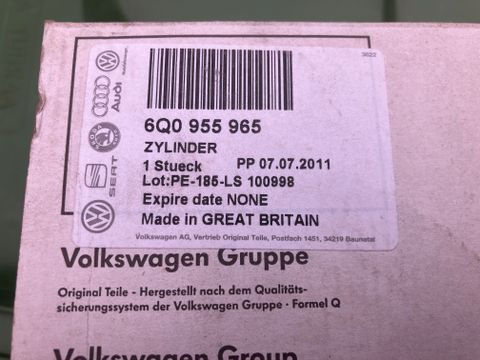 3622
Audi
SKODA
SEAT
6Q0 955 965
ZYLINDER
1 Stueck PP 07.07.2011
Lot:PE-185-LS 100998
Expire date NONE
Made in GREAT BRITAIN
Volkswagen AG, Vertrieb Original Teile, Postfach 1451, 34219 Baunatal
Volkswagen Gruppe
Original Teile - Hergestellt nach dem Qualitäts-
sicherungssystem der Volkswagen Gruppe · Formel Q
Volkswagen Group